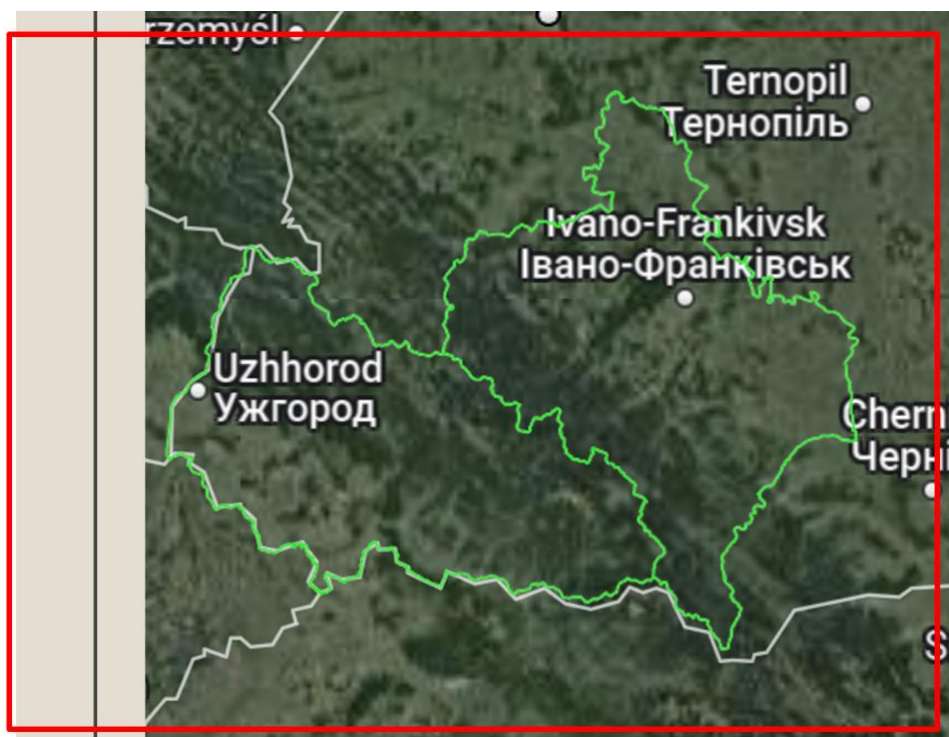 rzemyśl
Ternopil
Тернопіль
Ivano-Frankivsk
Івано-Франківськ
Uzhhorod
Ужгород
Chern
Черні
S